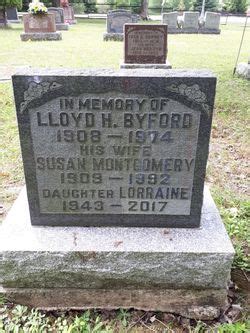 IN MEMORY OF
LLOYD H. BYFORD
1908 — 1974
HIS WIFE
SUSAN MONTGOMERY
1909 — 1992
DAUGHTER LORRAINE
1943 — 2017